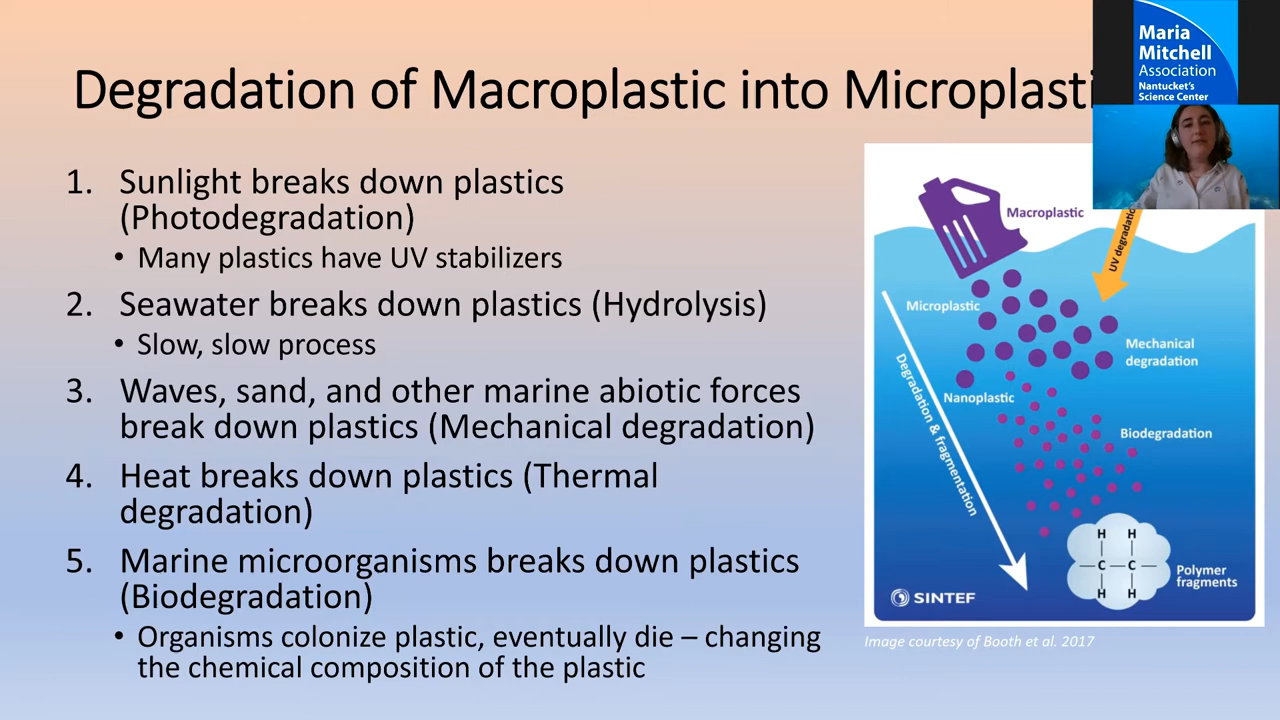 Degradation of Macroplastic into Microplasti
Maria
Mitchell
Association
Nantucket's
Science Center
1. Sunlight breaks down plastics
(Photodegradation)
• Many plastics have UV stabilizers
2. Seawater breaks down plastics (Hydrolysis)
• Slow, slow process
3. Waves, sand, and other marine abiotic forces
break down plastics (Mechanical degradation)
4. Heat breaks down plastics (Thermal
degradation)
5. Marine microorganisms breaks down plastics
(Biodegradation)
• Organisms colonize plastic, eventually die – changing
the chemical composition of the plastic
Macroplastic
UV degradatio
Microplastic
Mechanical
degradation
Degradation & fragmentation
Nanoplastic
Biodegradation
H H
C C
H H
Polymer
fragments
SINTEF
Image courtesy of Booth et al. 2017